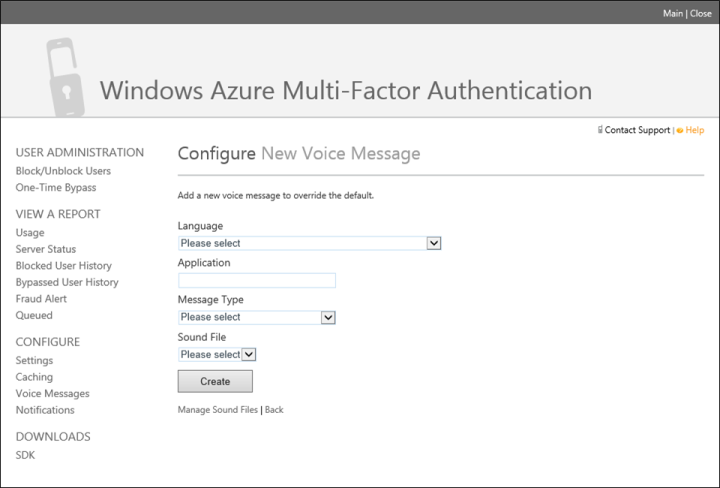 Main | Close
Windows Azure Multi-Factor Authentication
Contact Support | Help
USER ADMINISTRATION
Block/Unblock Users
One-Time Bypass
VIEW A REPORT
Usage
Server Status
Blocked User History
Bypassed User History
Fraud Alert
Queued
CONFIGURE
Settings
Caching
Voice Messages
Notifications
DOWNLOADS
SDK
Configure New Voice Message
Add a new voice message to override the default.
Language
Please select
Application
Message Type
Please select
Sound File
Please select
Create
Manage Sound Files | Back